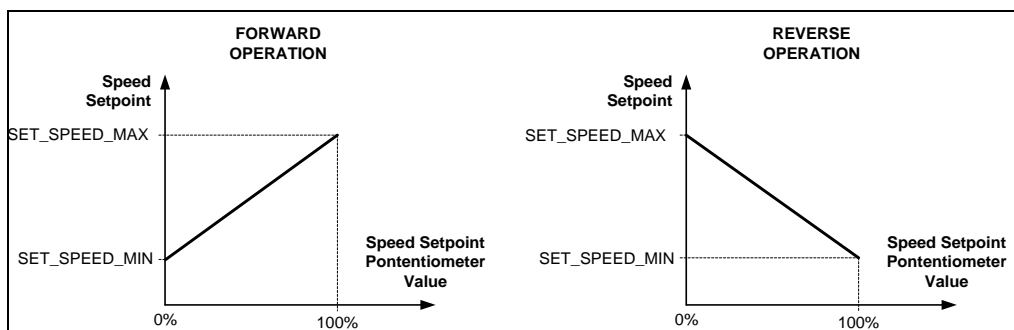 FORWARD
OPERATION
Speed
Setpoint
SET_SPEED_MAX
SET_SPEED_MIN
Speed Setpoint
Pontentiometer
Value
0%
100%
REVERSE
OPERATION
Speed
Setpoint
SET_SPEED_MAX
SET_SPEED_MIN
Speed Setpoint
Pontentiometer
Value
0%
100%